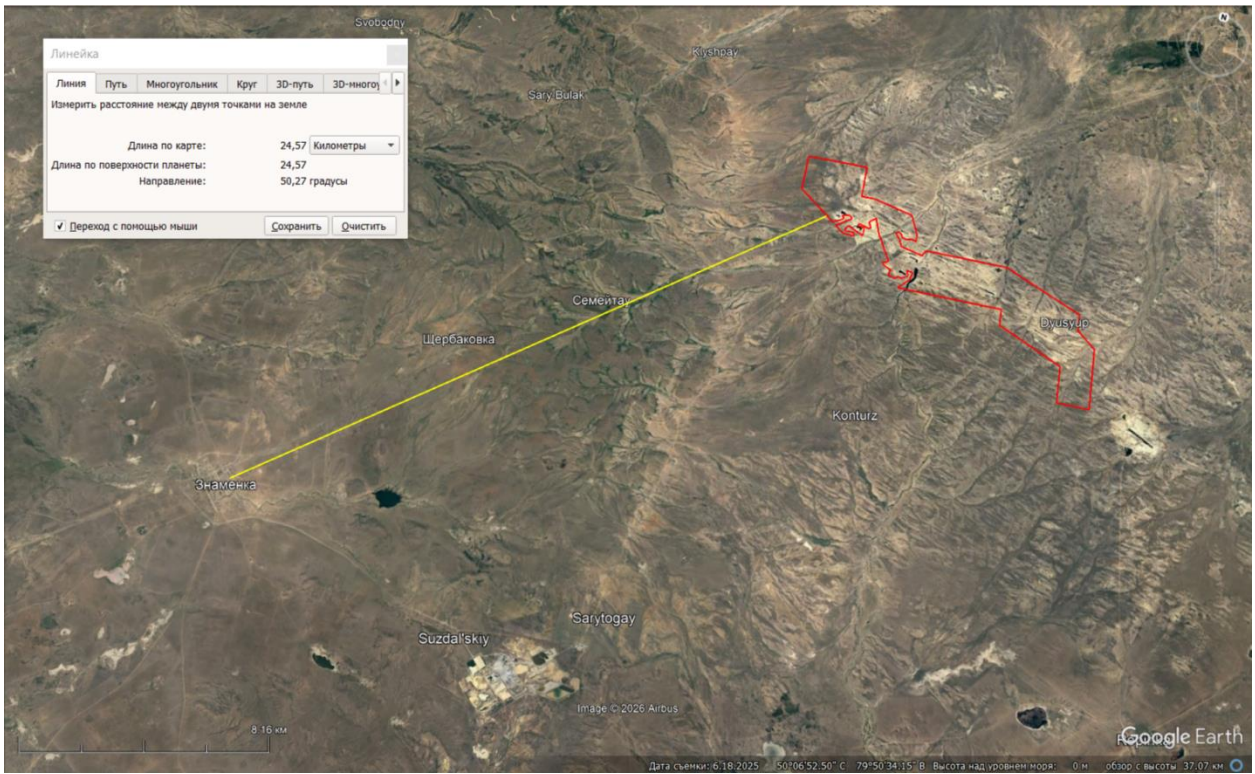 Svobodny
Линейка
Линия Путь Многоугольник Круг 3D-путь 3D-многоу
Измерить расстояние между двумя точками на земле
Длина по карте: 24,57 Километры
Длина по поверхности планеты: 24,57
Направление: 50,27 градусы
Переход с помощью мыши Сохранить Очистить
N
Klyshpay
Sary Bulak
Семейтау
Dyusyup
Щербаковка
Konturz
Знаменка
Sarytogay
Suzdal'skiy
Image © 2026 Airbus
8.16 км
Google Earth
Дата съемки: 6.18.2025 50°06'52.50" С 79°50'34.15" В Высота над уровнем моря: 0 м обзор с высоты 37.07 км